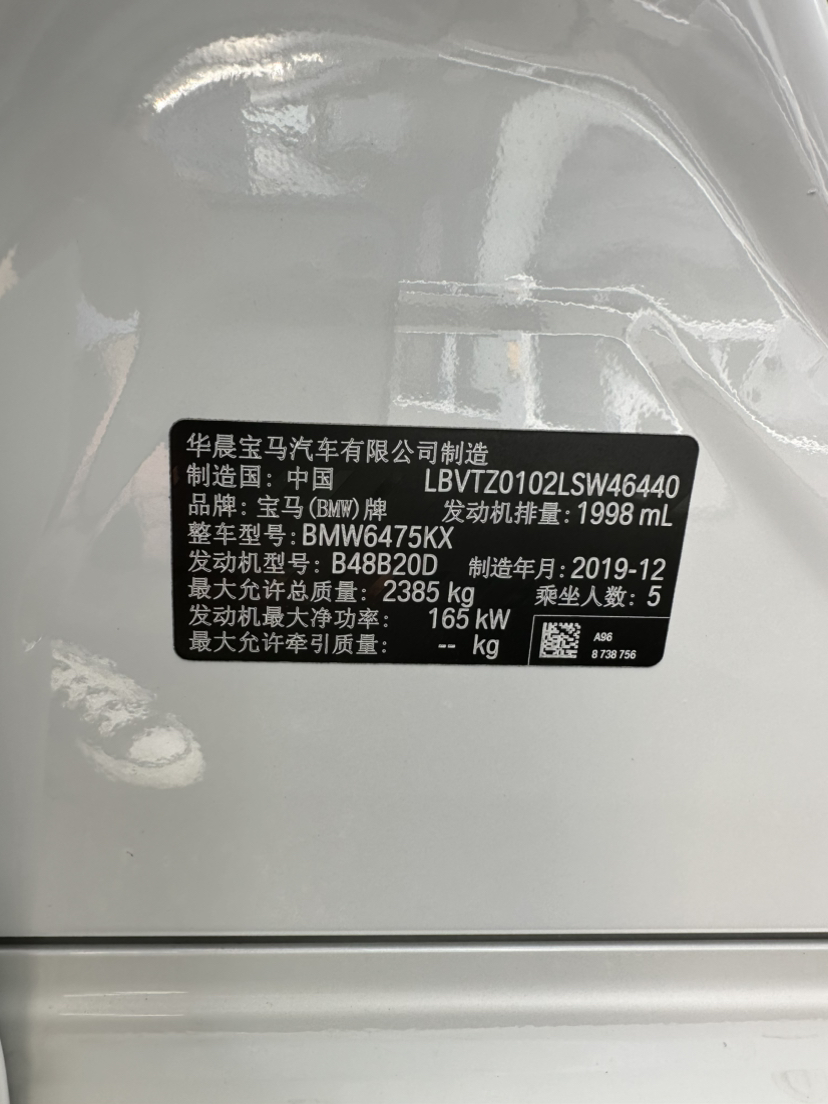 华晨宝马汽车有限公司制造
制造国：中国 LBVTZ0102LSW46440
品牌：宝马(BMW)牌 发动机排量：1998 mL
整车型号：BMW6475KX
发动机型号：B48B20D 制造年月：2019-12
最大允许总质量：2385 kg 乘坐人数：5
发动机最大净功率：165 kW
最大允许牵引质量：-- kg
A96
8 738 756